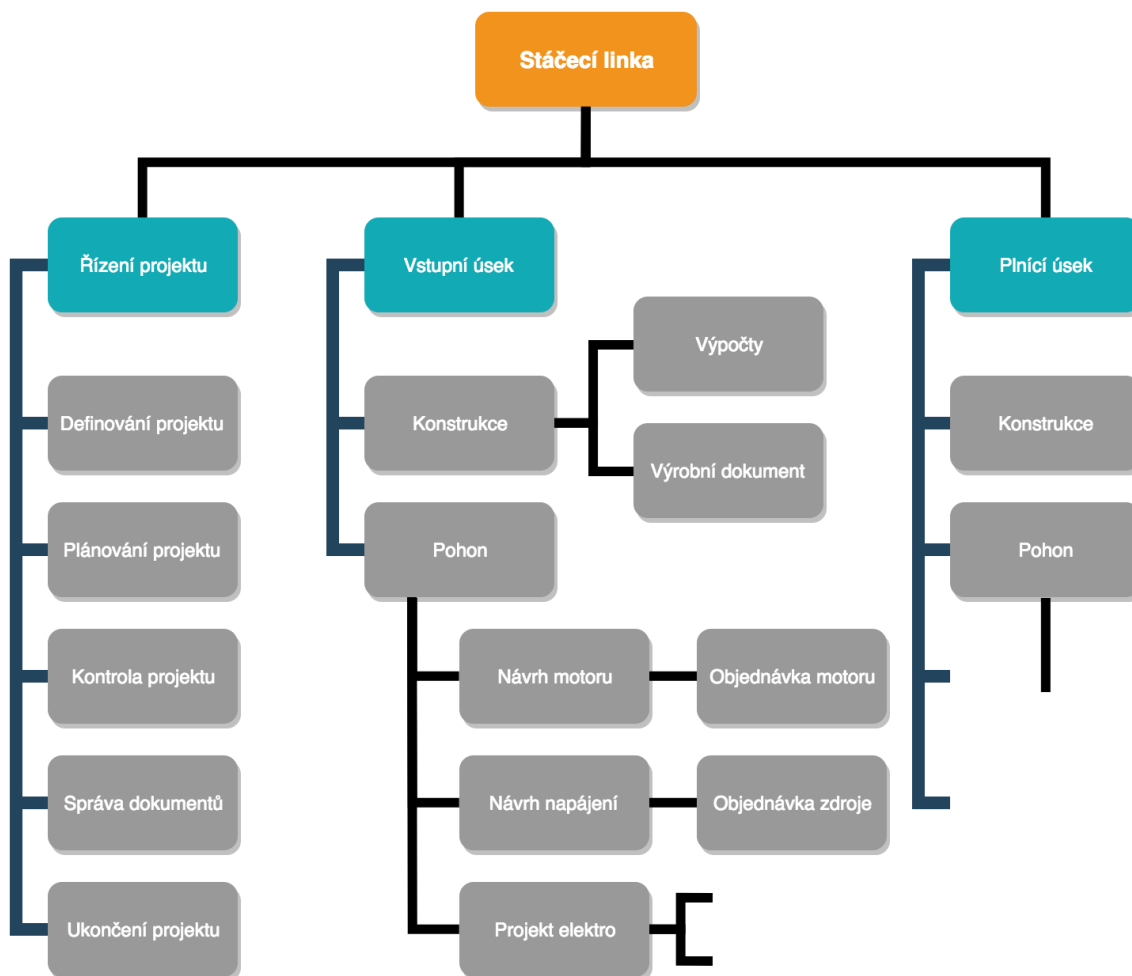 Stáčecí linka
Řízení projektu
Vstupní úsek
Plnící úsek
Výpočty
Definování projektu
Konstrukce
Konstrukce
Výrobní dokument
Plánování projektu
Pohon
Pohon
Kontrola projektu
Návrh motoru
Objednávka motoru
Správa dokumentů
Návrh napájení
Objednávka zdroje
Ukončení projektu
Projekt elektro